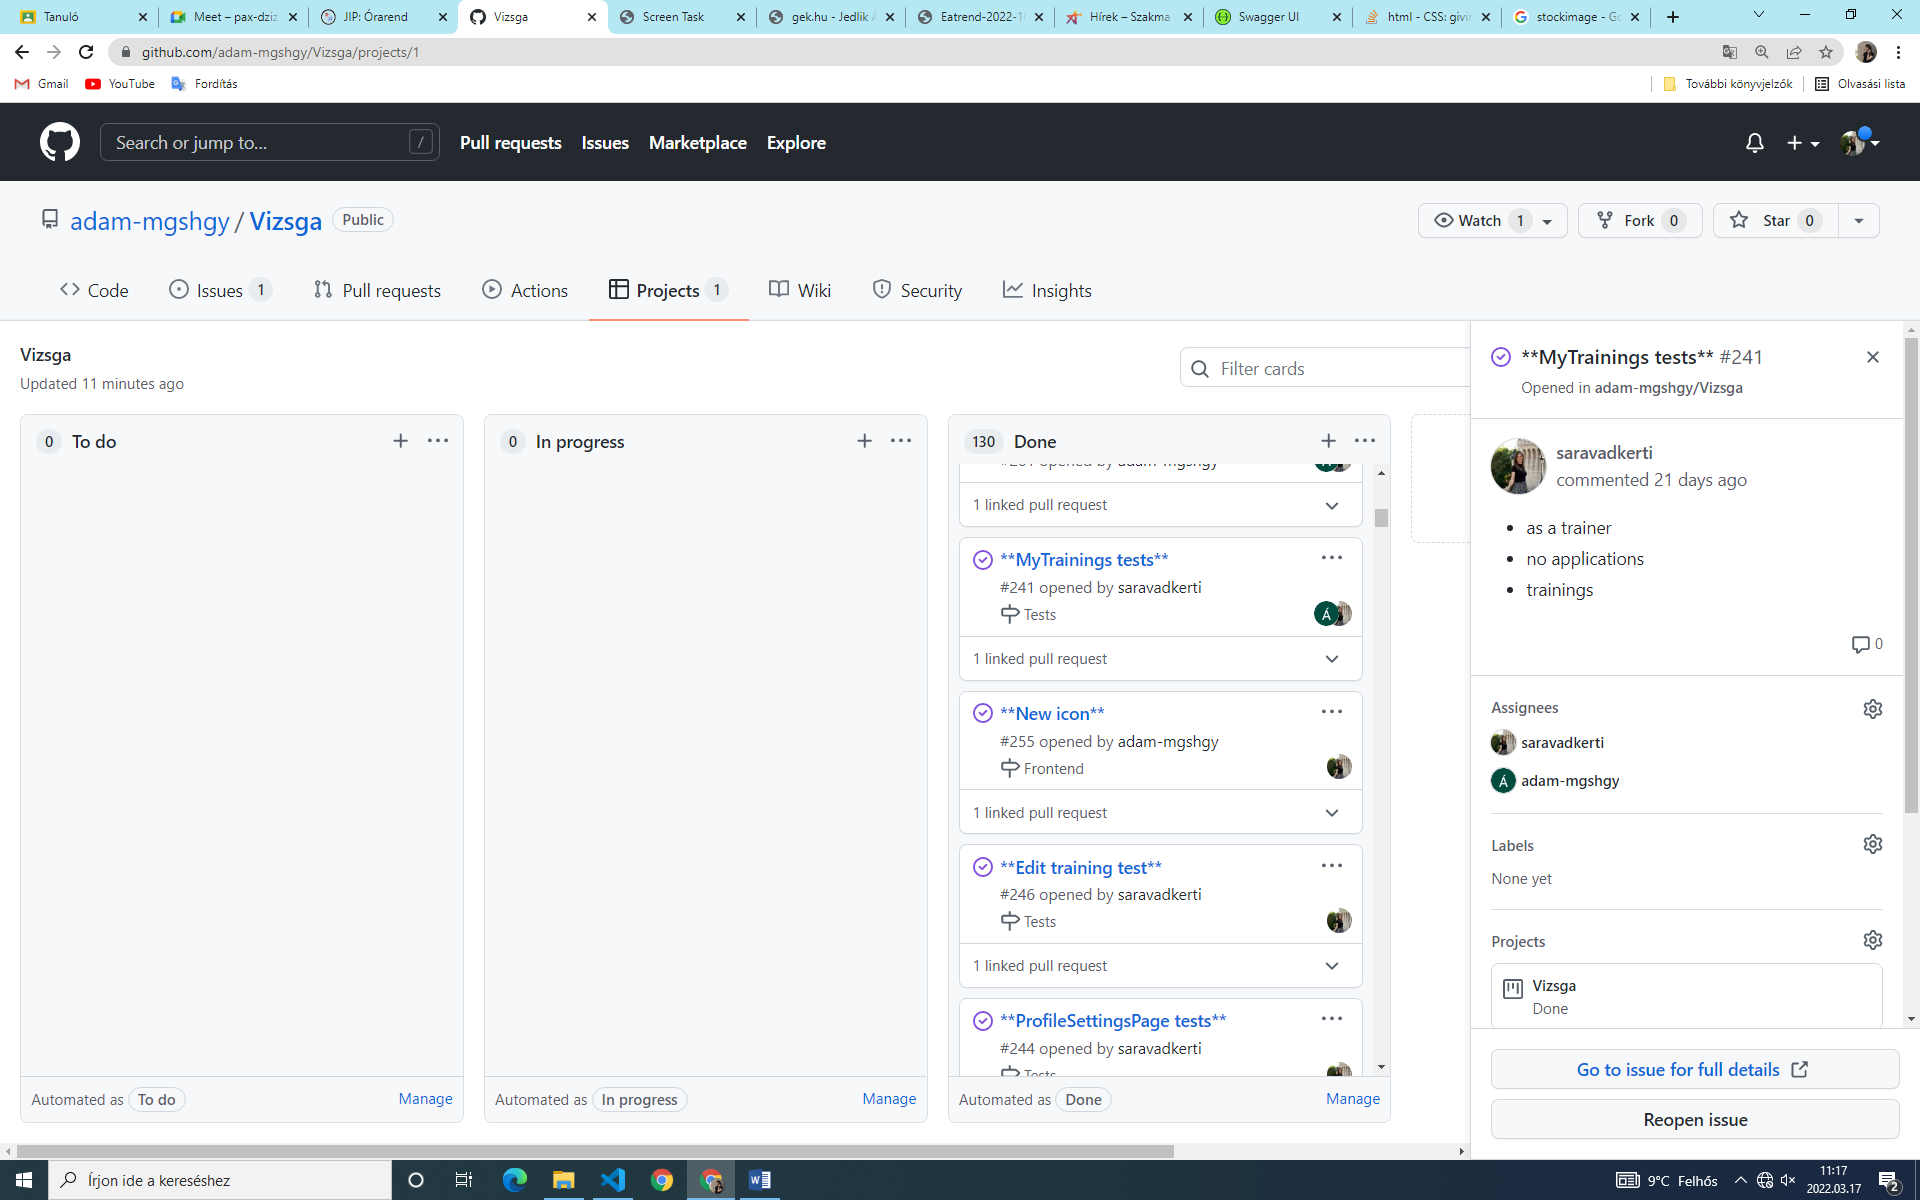 Tanuló
Meet – pax-dziz
JIP: Órarend
Vizsga
Screen Task
gek.hu - Jedlik
Eatrend-2022-1
Hírek – Szakma
Swagger UI
html - CSS: givin
stockimage - Go
github.com/adam-mgshgy/Vizsga/projects/1
Gmail
YouTube
Fordítás
További könyvjelzők
Olvasási lista
Search or jump to...
/
Pull requests
Issues
Marketplace
Explore
adam-mgshgy / Vizsga
Public
Watch 1
Fork 0
Star 0
Code
Issues 1
Pull requests
Actions
Projects 1
Wiki
Security
Insights
Vizsga
Updated 11 minutes ago
Filter cards
0 To do
Automated as To do
Manage
0 In progress
Automated as In progress
Manage
130 Done
opened by adam-mgshgy
1 linked pull request
**MyTrainings tests**
#241 opened by saravadkerti
Tests
Á
1 linked pull request
**New icon**
#255 opened by adam-mgshgy
Frontend
1 linked pull request
**Edit training test**
#246 opened by saravadkerti
Tests
1 linked pull request
**ProfileSettingsPage tests**
#244 opened by saravadkerti
Tests
Automated as Done
Manage
**MyTrainings tests** #241
Opened in adam-mgshgy/Vizsga
saravadkerti
commented 21 days ago
as a trainer
no applications
trainings
0
Assignees
saravadkerti
Á adam-mgshgy
Labels
None yet
Projects
Vizsga
Done
Go to issue for full details
Reopen issue
Írjon ide a kereséshez
9°C Felhős
11:17
2022.03.17
2